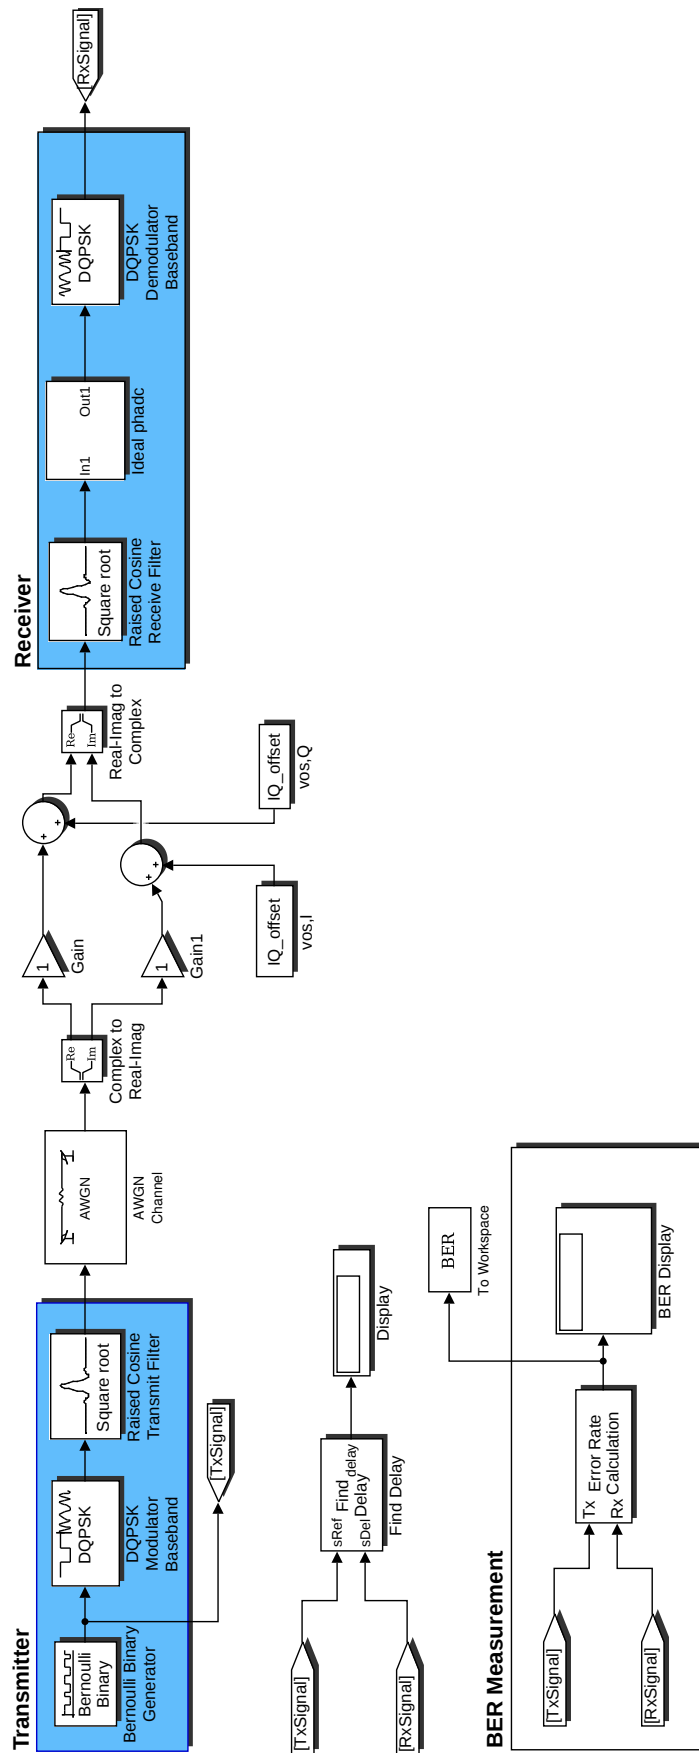 Transmitter
Bernoulli
Binary
Bernoulli Binary
Generator
DQPSK
DQPSK
Modulator
Baseband
Square root
Raised Cosine
Transmit Filter
[TxSignal]
AWGN
AWGN
Channel
Re
Im
Complex to
Real-Imag
1
Gain
1
Gain1
+
+
+
+
IQ_offset
vos,I
IQ_offset
vos,Q
Re
Im
Real-Imag to
Complex
Receiver
Square root
Raised Cosine
Receive Filter
In1
Out1
Ideal phadc
DQPSK
DQPSK
Demodulator
Baseband
[RxSignal]
[TxSignal]
[RxSignal]
sRef
Find
sDel
Delay
delay
Find Delay
Display
BER Measurement
[TxSignal]
[RxSignal]
Tx
Error Rate
Rx
Calculation
BER
To Workspace
BER Display